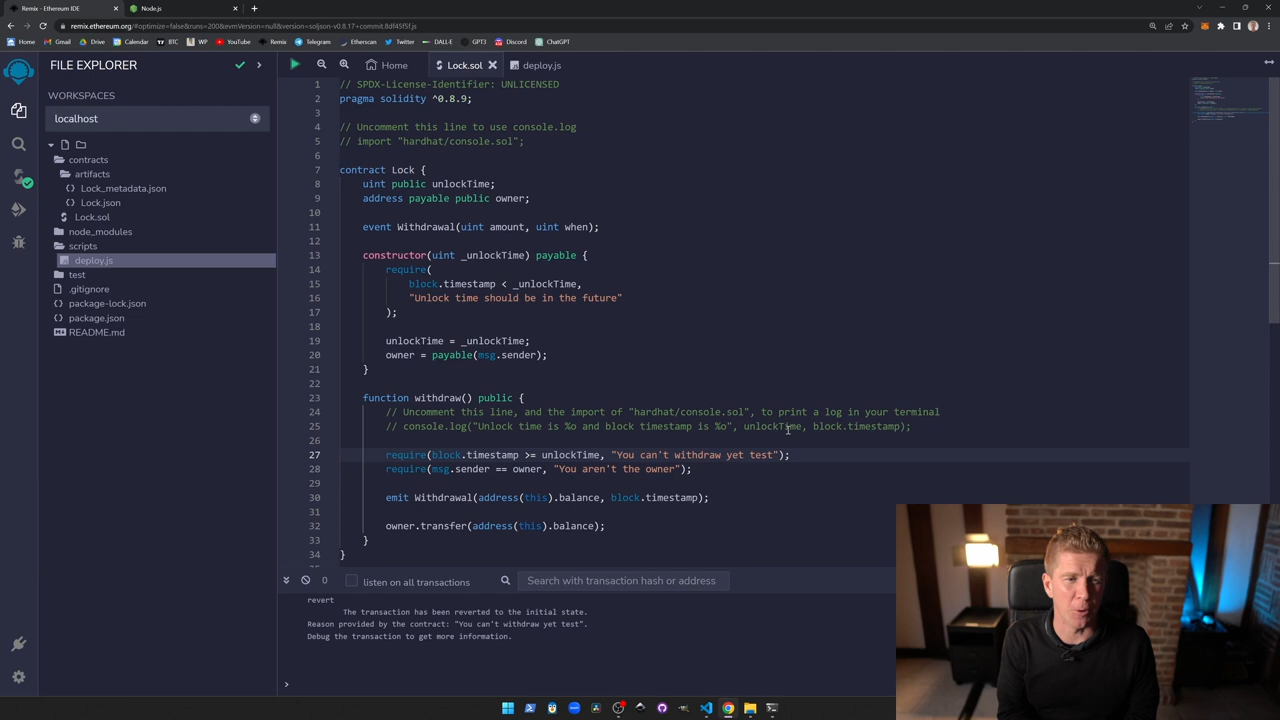 Remix - Ethereum IDE
Node.js
remix.ethereum.org/#optimize=false&runs=200&evmVersion=null&version=soljson-v0.8.17+commit.8df45f5f.js
Home
Gmail
Drive
Calendar
BTC
WP
YouTube
Remix
Telegram
Etherscan
Twitter
DALL-E
GPT3
Discord
ChatGPT
FILE EXPLORER
WORKSPACES
localhost
contracts
artifacts
Lock_metadata.json
Lock.json
Lock.sol
node_modules
scripts
deploy.js
test
.gitignore
package-lock.json
package.json
README.md
Home
Lock.sol
deploy.js
1 // SPDX-License-Identifier: UNLICENSED
2 pragma solidity ^0.8.9;
3
4 // Uncomment this line to use console.log
5 // import "hardhat/console.sol";
6
7 contract Lock {
8 uint public unlockTime;
9 address payable public owner;
10
11 event Withdrawal(uint amount, uint when);
12
13 constructor(uint _unlockTime) payable {
14 require(
15 block.timestamp < _unlockTime,
16 "Unlock time should be in the future"
17 );
18
19 unlockTime = _unlockTime;
20 owner = payable(msg.sender);
21 }
22
23 function withdraw() public {
24 // Uncomment this line, and the import of "hardhat/console.sol", to print a log in your terminal
25 // console.log("Unlock time is %o and block timestamp is %o", unlockTime, block.timestamp);
26
27 require(block.timestamp >= unlockTime, "You can't withdraw yet test");
28 require(msg.sender == owner, "You aren't the owner");
29
30 emit Withdrawal(address(this).balance, block.timestamp);
31
32 owner.transfer(address(this).balance);
33 }
34 }
0
listen on all transactions
Search with transaction hash or address
revert
The transaction has been reverted to the initial state.
Reason provided by the contract: "You can't withdraw yet test".
Debug the transaction to get more information.
>